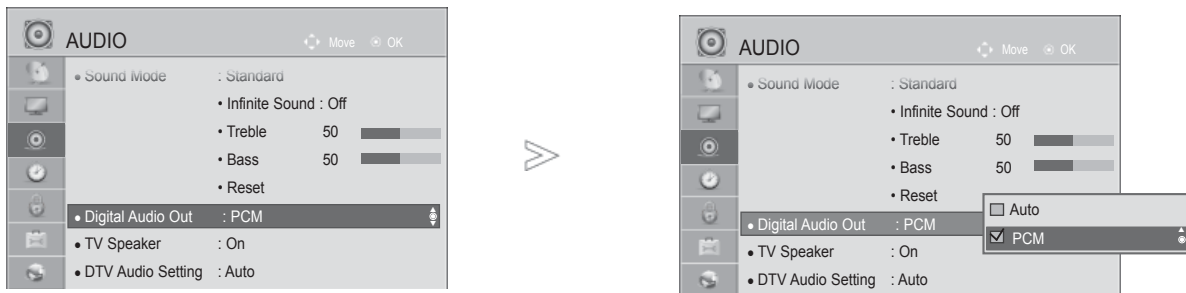 AUDIO Move OK
• Sound Mode : Standard
• Infinite Sound : Off
• Treble 50
• Bass 50
• Reset
• Digital Audio Out : PCM
• TV Speaker : On
• DTV Audio Setting : Auto
AUDIO Move OK
• Sound Mode : Standard
• Infinite Sound : Off
• Treble 50
• Bass 50
• Reset
• Digital Audio Out : PCM
• TV Speaker : On
• DTV Audio Setting : Auto
Auto
PCM